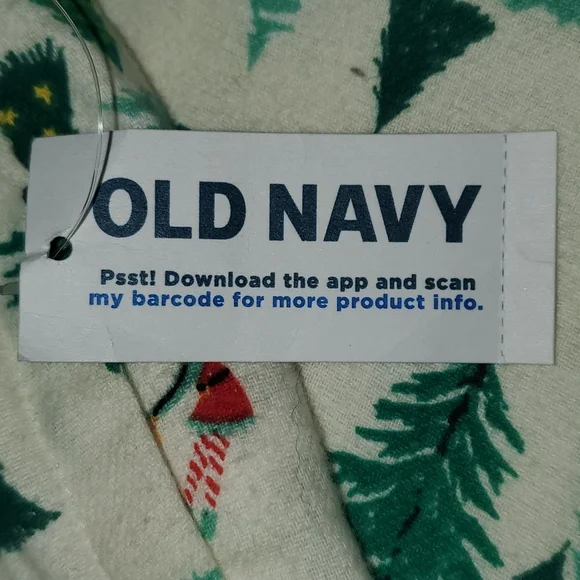 OLD NAVY
Psst! Download the app and scan
my barcode for more product info.